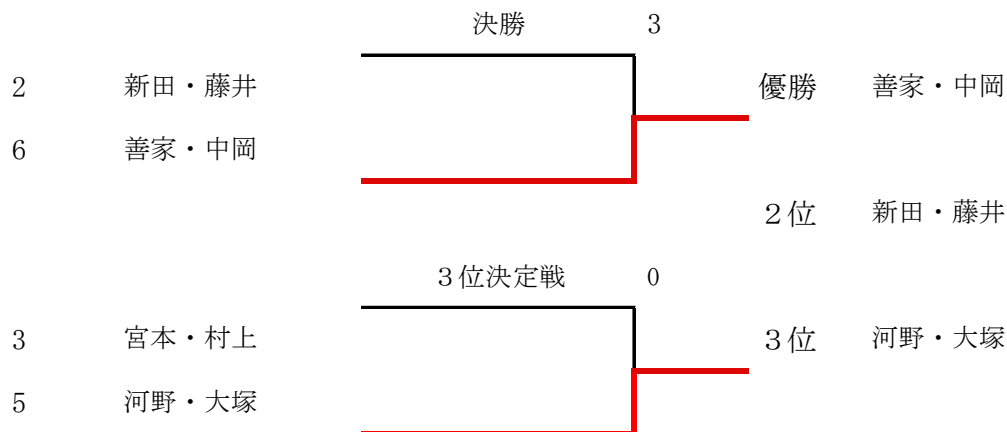 決勝 3
2 新田・藤井 優勝 善家・中岡
6 善家・中岡
２位 新田・藤井
３位決定戦 0
3 宮本・村上 ３位 河野・大塚
5 河野・大塚